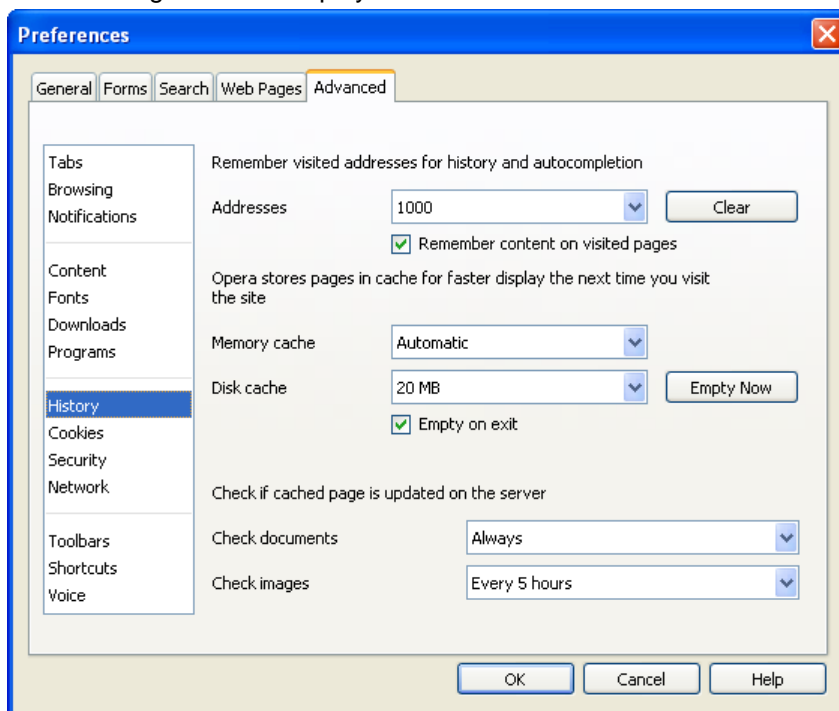 Preferences
General Forms Search Web Pages Advanced
Tabs
Browsing
Notifications
Content
Fonts
Downloads
Programs
History
Cookies
Security
Network
Toolbars
Shortcuts
Voice
Remember visited addresses for history and autocompletion
Addresses 1000 Clear
Remember content on visited pages
Opera stores pages in cache for faster display the next time you visit
the site
Memory cache Automatic
Disk cache 20 MB Empty Now
Empty on exit
Check if cached page is updated on the server
Check documents Always
Check images Every 5 hours
OK Cancel Help